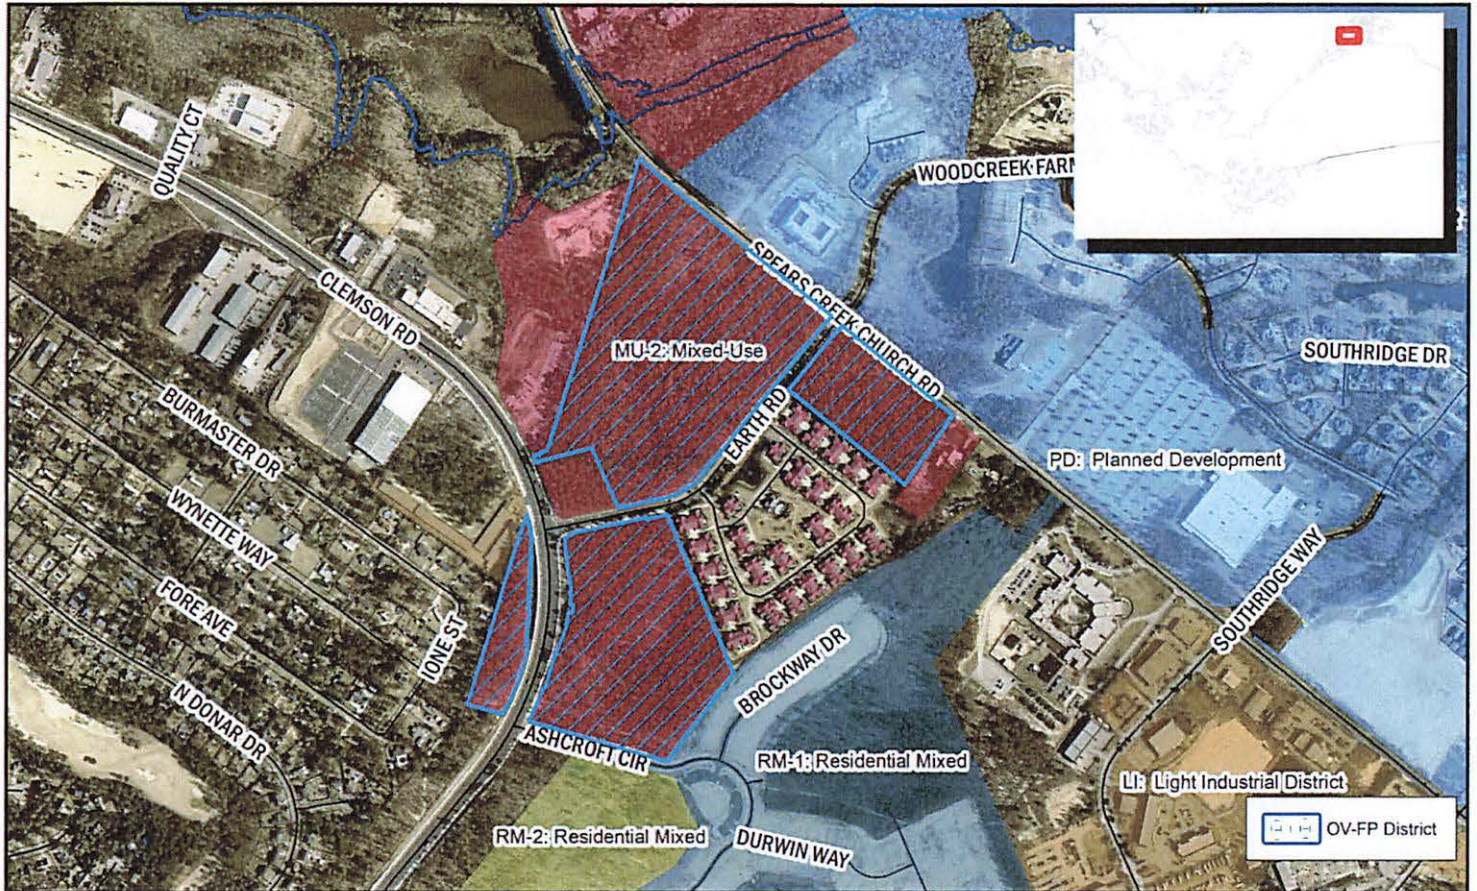 QUALITY CT
WOODCREEK FARM
CLEMSON RD
SPEARS CREEK CHURCH RD
MU-2: Mixed-Use
SOUTHRIDGE DR
BURMASTER DR
EARTH RD
PD: Planned Development
WYNETTE WAY
FORE AVE
IONE ST
SOUTHRIDGE WAY
N DONAR DR
BROCKWAY DR
ASHCROFT CIR
RM-1: Residential Mixed
LI: Light Industrial District
RM-2: Residential Mixed
DURWIN WAY
OV-FP District